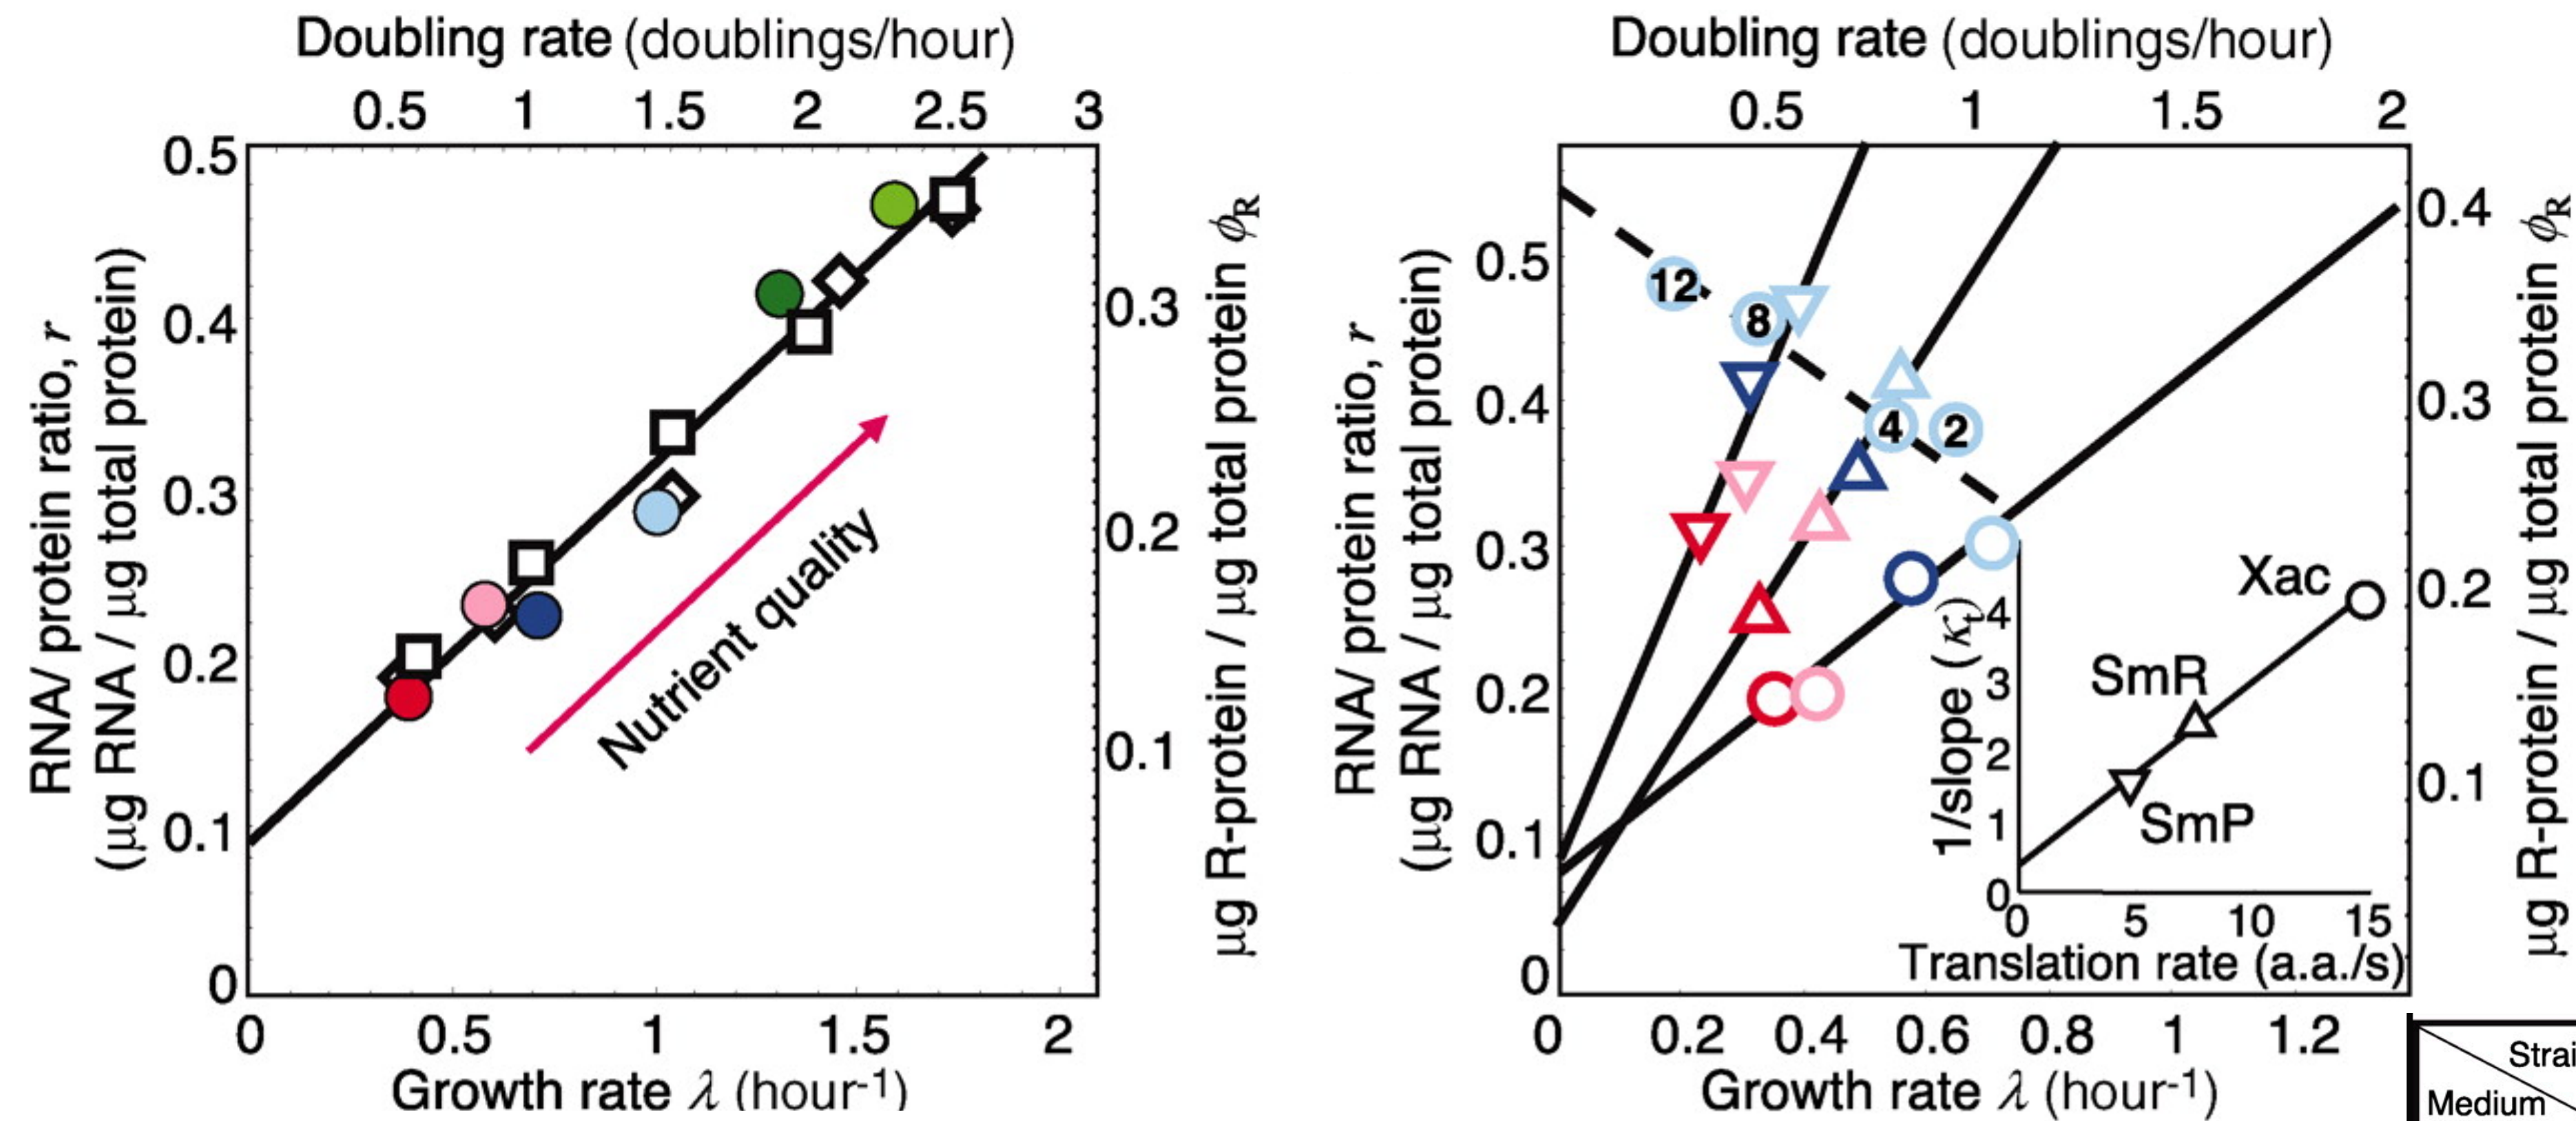 Doubling rate (doublings/hour)
0.5 1 1.5 2 2.5 3
0.5
0.4
0.3
0.2
0.1
0
RNA/ protein ratio, r
(μg RNA / μg total protein)
Nutrient quality
0.3
0.2
0.1
μg R-protein / μg total protein ϕR
0 0.5 1 1.5 2
Growth rate λ (hour-1)
Doubling rate (doublings/hour)
0.5 1 1.5 2
0.5
0.4
0.3
0.2
0.1
0
RNA/ protein ratio, r
(μg RNA / μg total protein)
12
8
4
2
0.4
0.3
0.2
0.1
μg R-protein / μg total protein ϕR
1/slope (κt)
4
3
2
1
0
Xac
SmR
SmP
0 5 10 15
Translation rate (a.a./s)
0 0.2 0.4 0.6 0.8 1 1.2
Growth rate λ (hour-1)
Strai
Medium